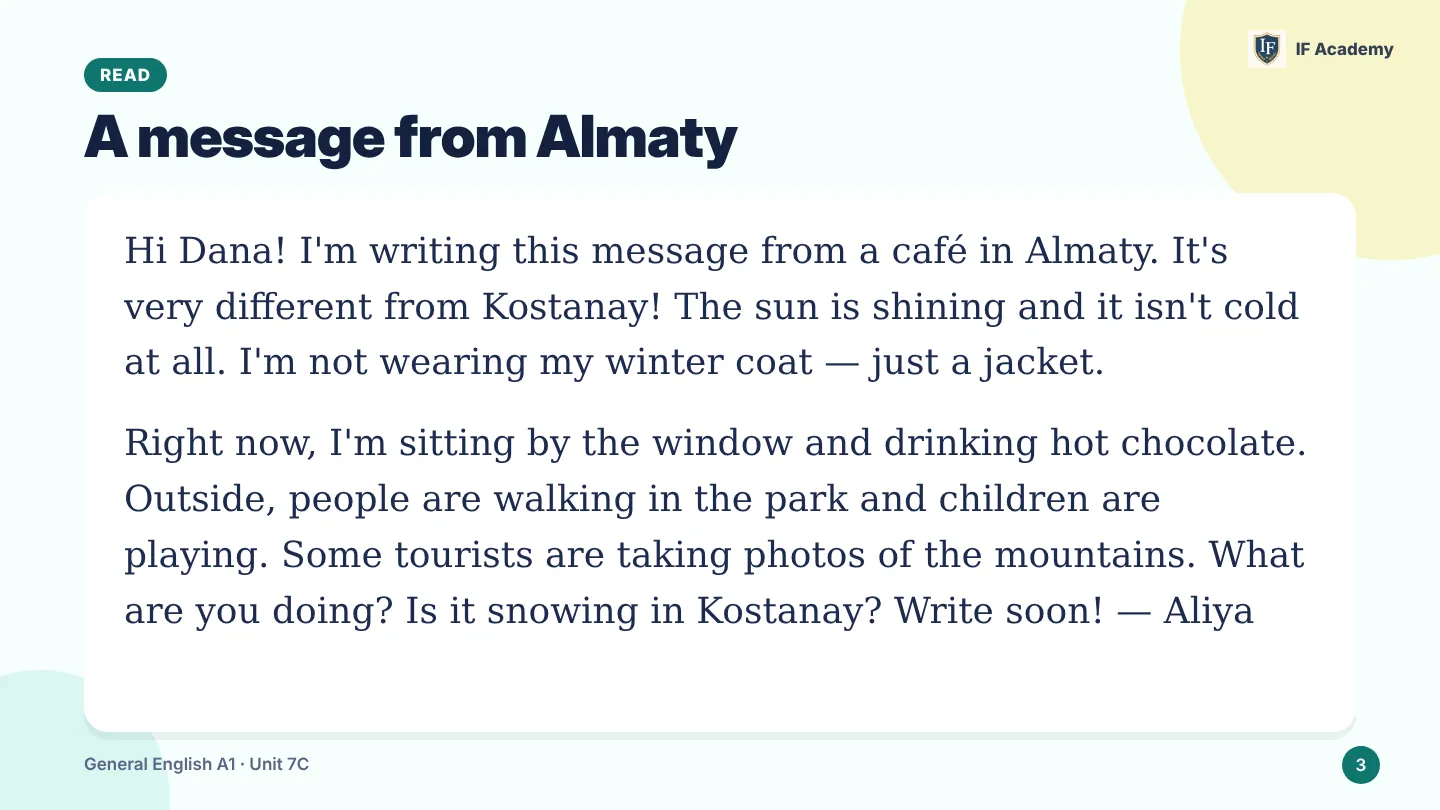 IF
IF Academy
READ
A message from Almaty
Hi Dana! I'm writing this message from a café in Almaty. It's
very different from Kostanay! The sun is shining and it isn't cold
at all. I'm not wearing my winter coat — just a jacket.
Right now, I'm sitting by the window and drinking hot chocolate.
Outside, people are walking in the park and children are
playing. Some tourists are taking photos of the mountains. What
are you doing? Is it snowing in Kostanay? Write soon! — Aliya
General English A1 · Unit 7C
3